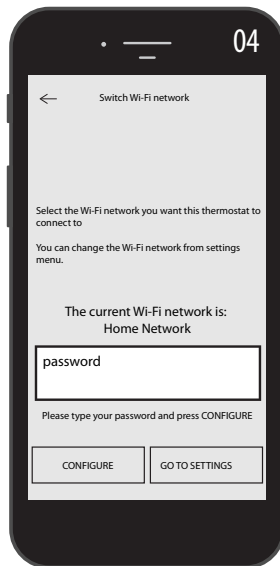 04
← Switch Wi-Fi network
Select the Wi-Fi network you want this thermostat to
connect to
You can change the Wi-Fi network from settings
menu.
The current Wi-Fi network is:
Home Network
password
Please type your password and press CONFIGURE
CONFIGURE GO TO SETTINGS